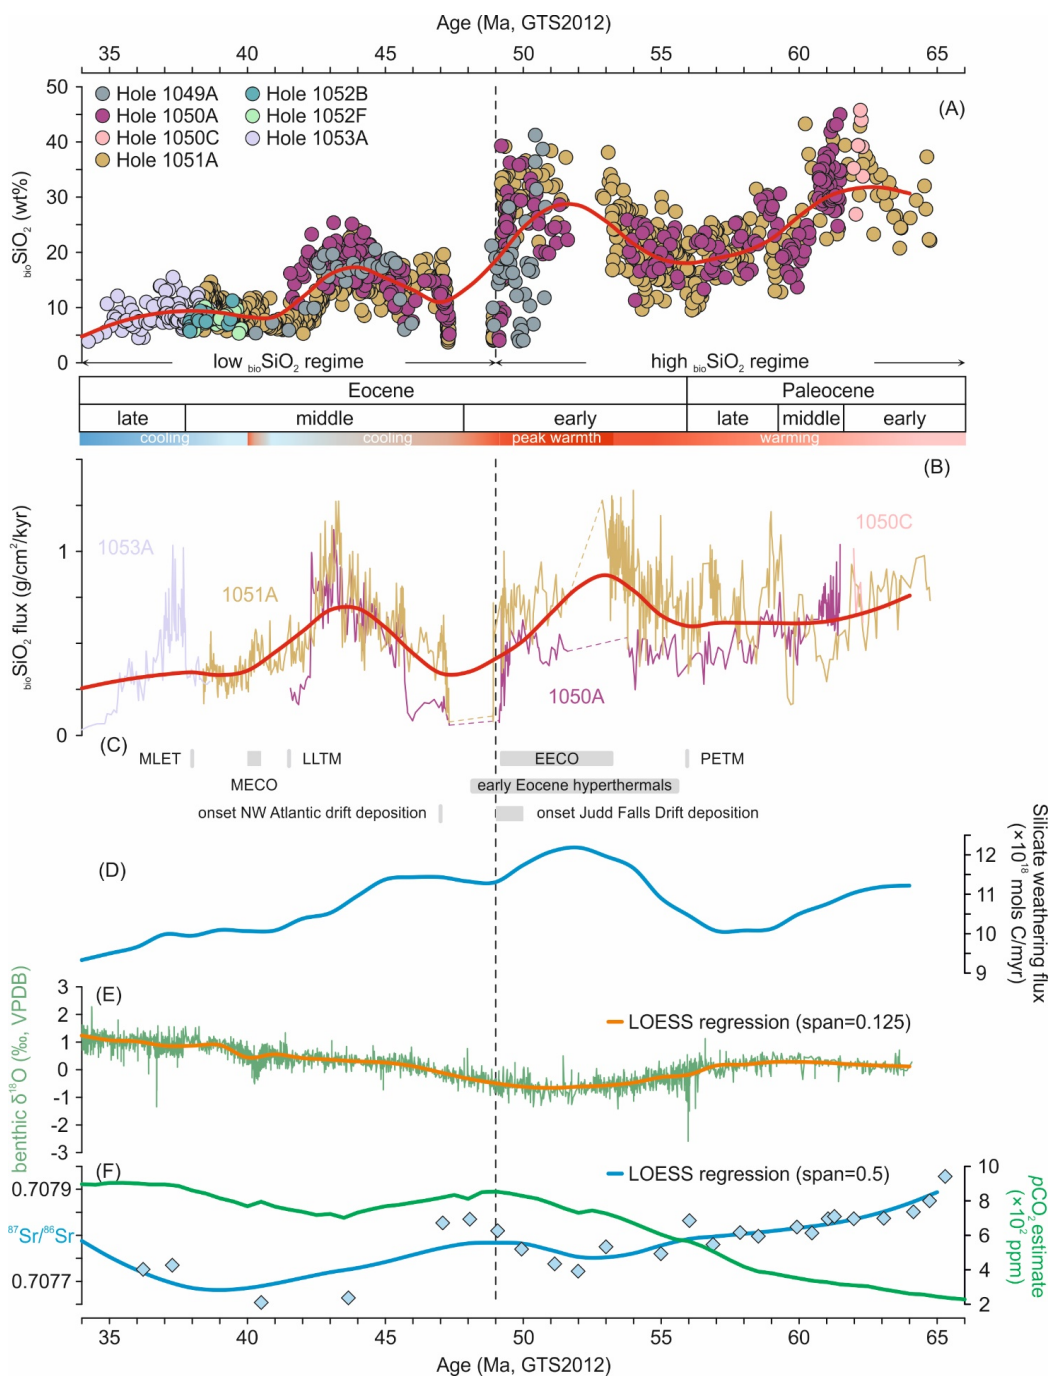 Age (Ma, GTS2012)
35 40 45 50 55 60 65
50
40
30
20
10
0
bioSiO2 (wt%)
Hole 1049A
Hole 1050A
Hole 1050C
Hole 1051A
Hole 1052B
Hole 1052F
Hole 1053A
(A)
low bioSiO2 regime
high bioSiO2 regime
Eocene Paleocene
late middle early late middle early
cooling cooling peak warmth warming
(B)
bioSiO2 flux (g/cm²/kyr)
1
0
1053A
1051A
1050A
1050C
(C)
MLET LLTM EECO PETM
MECO early Eocene hyperthermals
onset NW Atlantic drift deposition onset Judd Falls Drift deposition
(D)
12
11
10
9
Silicate weathering flux
(×10¹⁸ mols C/myr)
(E)
3
2
1
0
-1
-2
-3
benthic δ¹⁸O (‰, VPDB)
LOESS regression (span=0.125)
(F)
LOESS regression (span=0.5)
0.7079
⁸⁷Sr/⁸⁶Sr
0.7077
10
8
6
4
2
pCO2 estimate
(×10² ppm)
35 40 45 50 55 60 65
Age (Ma, GTS2012)